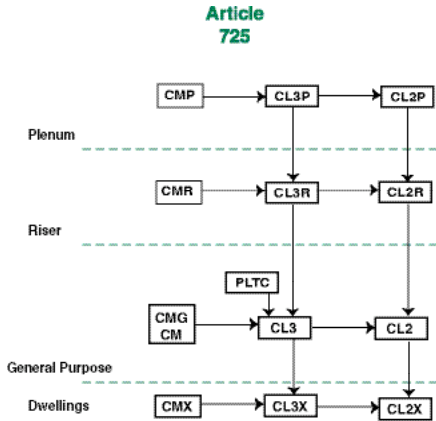 Article
725
CMP CL3P CL2P
Plenum
CMR CL3R CL2R
Riser
PLTC
CMG
CM CL3 CL2
General Purpose
Dwellings CMX CL3X CL2X